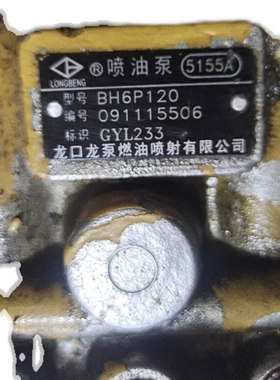 LONGBENG ® 喷油泵 5155A
型号 BH6P120
编号 091115506
标识 GYL233
龙口龙泵燃油喷射有限公司